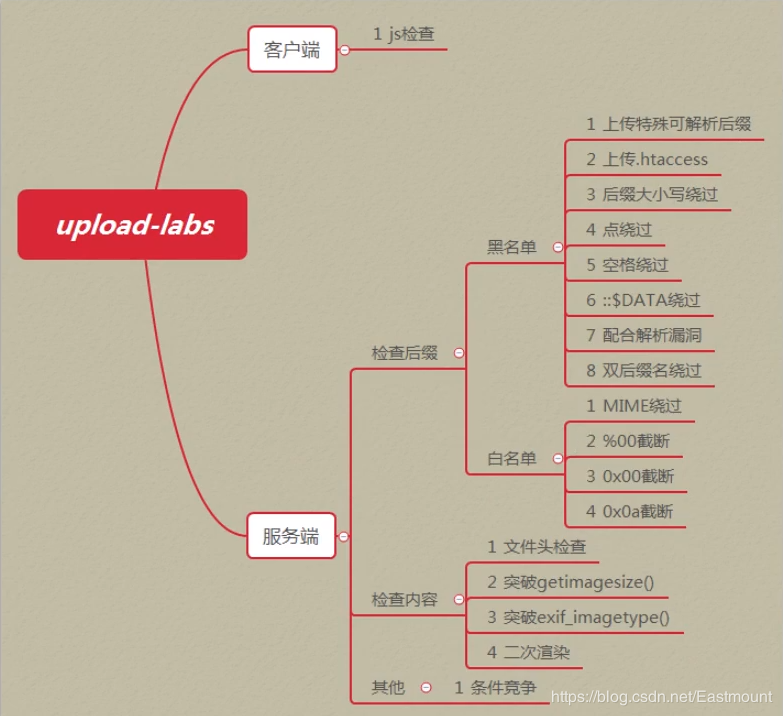 upload-labs
客户端
1 js检查
服务端
检查后缀
黑名单
1 上传特殊可解析后缀
2 上传.htaccess
3 后缀大小写绕过
4 点绕过
5 空格绕过
6 ::$DATA绕过
7 配合解析漏洞
8 双后缀名绕过
白名单
1 MIME绕过
2 %00截断
3 0x00截断
4 0x0a截断
检查内容
1 文件头检查
2 突破getimagesize()
3 突破exif_imagetype()
4 二次渲染
其他
1 条件竞争
https://blog.csdn.net/Eastmount